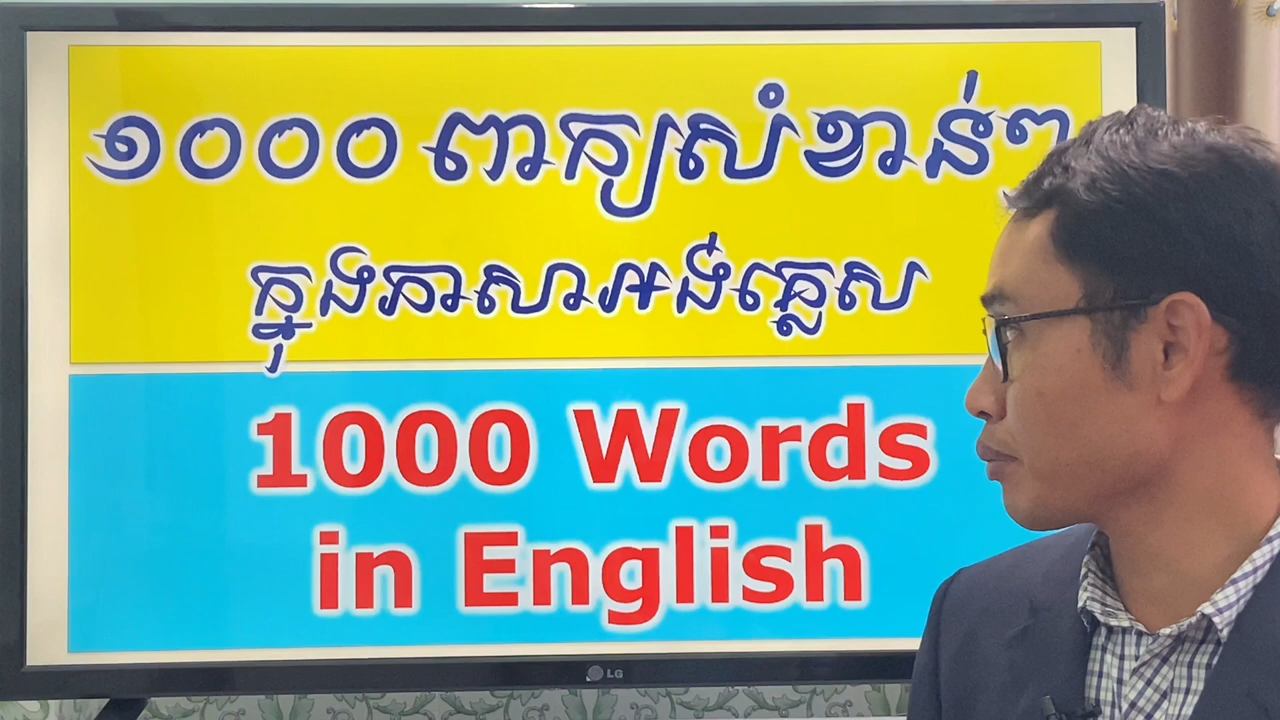 ១០០០ ពាក្យសំខាន់ៗ
ក្នុងភាសាអង់គ្លេស
1000 Words
in English
LG